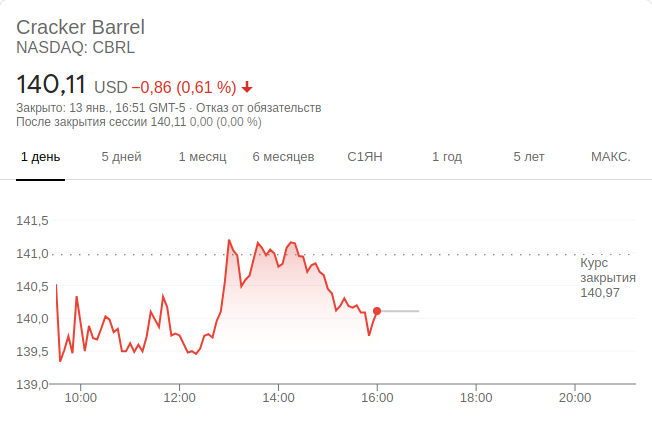 Cracker Barrel
NASDAQ: CBRL
140,11 USD −0,86 (0,61 %)
Закрыто: 13 янв., 16:51 GMT-5 · Отказ от обязательств
После закрытия сессии 140,11 0,00 (0,00 %)
1 день 5 дней 1 месяц 6 месяцев С1ЯН 1 год 5 лет МАКС.
141,5
141,0
Курс
закрытия
140,97
140,5
140,0
139,5
139,0
10:00 12:00 14:00 16:00 18:00 20:00